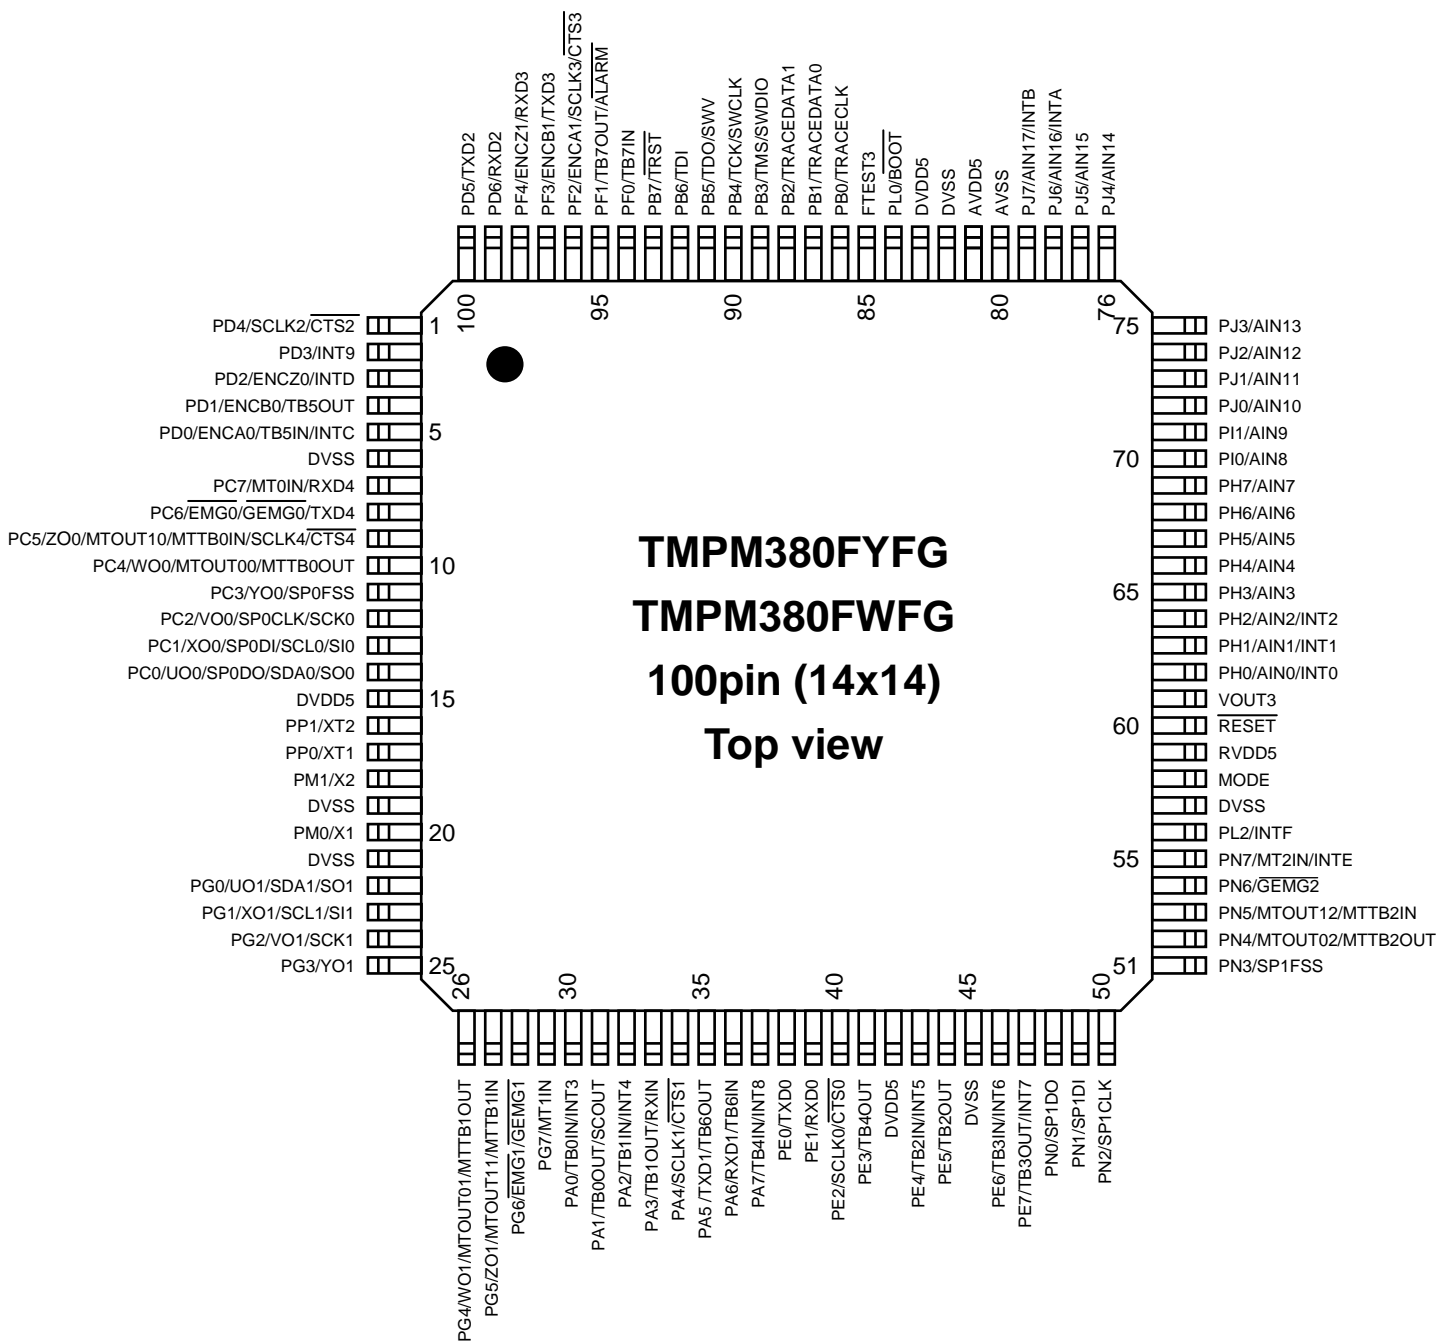 PD5/TXD2
PD6/RXD2
PF4/ENCZ1/RXD3
PF3/ENCB1/TXD3
PF2/ENCA1/SCLK3/CTS3
PF1/TB7OUT/ALARM
PF0/TB7IN
PB7/TRST
PB6/TDI
PB5/TDO/SWV
PB4/TCK/SWCLK
PB3/TMS/SWDIO
PB2/TRACEDATA1
PB1/TRACEDATA0
PB0/TRACECLK
FTEST3
PL0/BOOT
DVDD5
DVSS
AVDD5
AVSS
PJ7/AIN17/INTB
PJ6/AIN16/INTA
PJ5/AIN15
PJ4/AIN14
100
95
90
85
80
76
PD4/SCLK2/CTS2
1
PD3/INT9
PD2/ENCZ0/INTD
PD1/ENCB0/TB5OUT
PD0/ENCA0/TB5IN/INTC
5
DVSS
PC7/MT0IN/RXD4
PC6/EMG0/GEMG0/TXD4
PC5/ZO0/MTOUT10/MTTB0IN/SCLK4/CTS4
PC4/WO0/MTOUT00/MTTB0OUT
10
PC3/YO0/SP0FSS
PC2/VO0/SP0CLK/SCK0
PC1/XO0/SP0DI/SCL0/SI0
PC0/UO0/SP0DO/SDA0/SO0
DVDD5
15
PP1/XT2
PP0/XT1
PM1/X2
DVSS
PM0/X1
20
DVSS
PG0/UO1/SDA1/SO1
PG1/XO1/SCL1/SI1
PG2/VO1/SCK1
PG3/YO1
25
TMPM380FYFG
TMPM380FWFG
100pin (14x14)
Top view
75
PJ3/AIN13
PJ2/AIN12
PJ1/AIN11
PJ0/AIN10
PI1/AIN9
70
PI0/AIN8
PH7/AIN7
PH6/AIN6
PH5/AIN5
PH4/AIN4
65
PH3/AIN3
PH2/AIN2/INT2
PH1/AIN1/INT1
PH0/AIN0/INT0
VOUT3
60
RESET
RVDD5
MODE
DVSS
PL2/INTF
55
PN7/MT2IN/INTE
PN6/GEMG2
PN5/MTOUT12/MTTB2IN
PN4/MTOUT02/MTTB2OUT
51
PN3/SP1FSS
26
30
35
40
45
50
PG4/WO1/MTOUT01/MTTB1OUT
PG5/ZO1/MTOUT11/MTTB1IN
PG6/EMG1/GEMG1
PG7/MT1IN
PA0/TB0IN/INT3
PA1/TB0OUT/SCOUT
PA2/TB1IN/INT4
PA3/TB1OUT/RXIN
PA4/SCLK1/CTS1
PA5 /TXD1/TB6OUT
PA6/RXD1/TB6IN
PA7/TB4IN/INT8
PE0/TXD0
PE1/RXD0
PE2/SCLK0/CTS0
PE3/TB4OUT
DVDD5
PE4/TB2IN/INT5
PE5/TB2OUT
DVSS
PE6/TB3IN/INT6
PE7/TB3OUT/INT7
PN0/SP1DO
PN1/SP1DI
PN2/SP1CLK